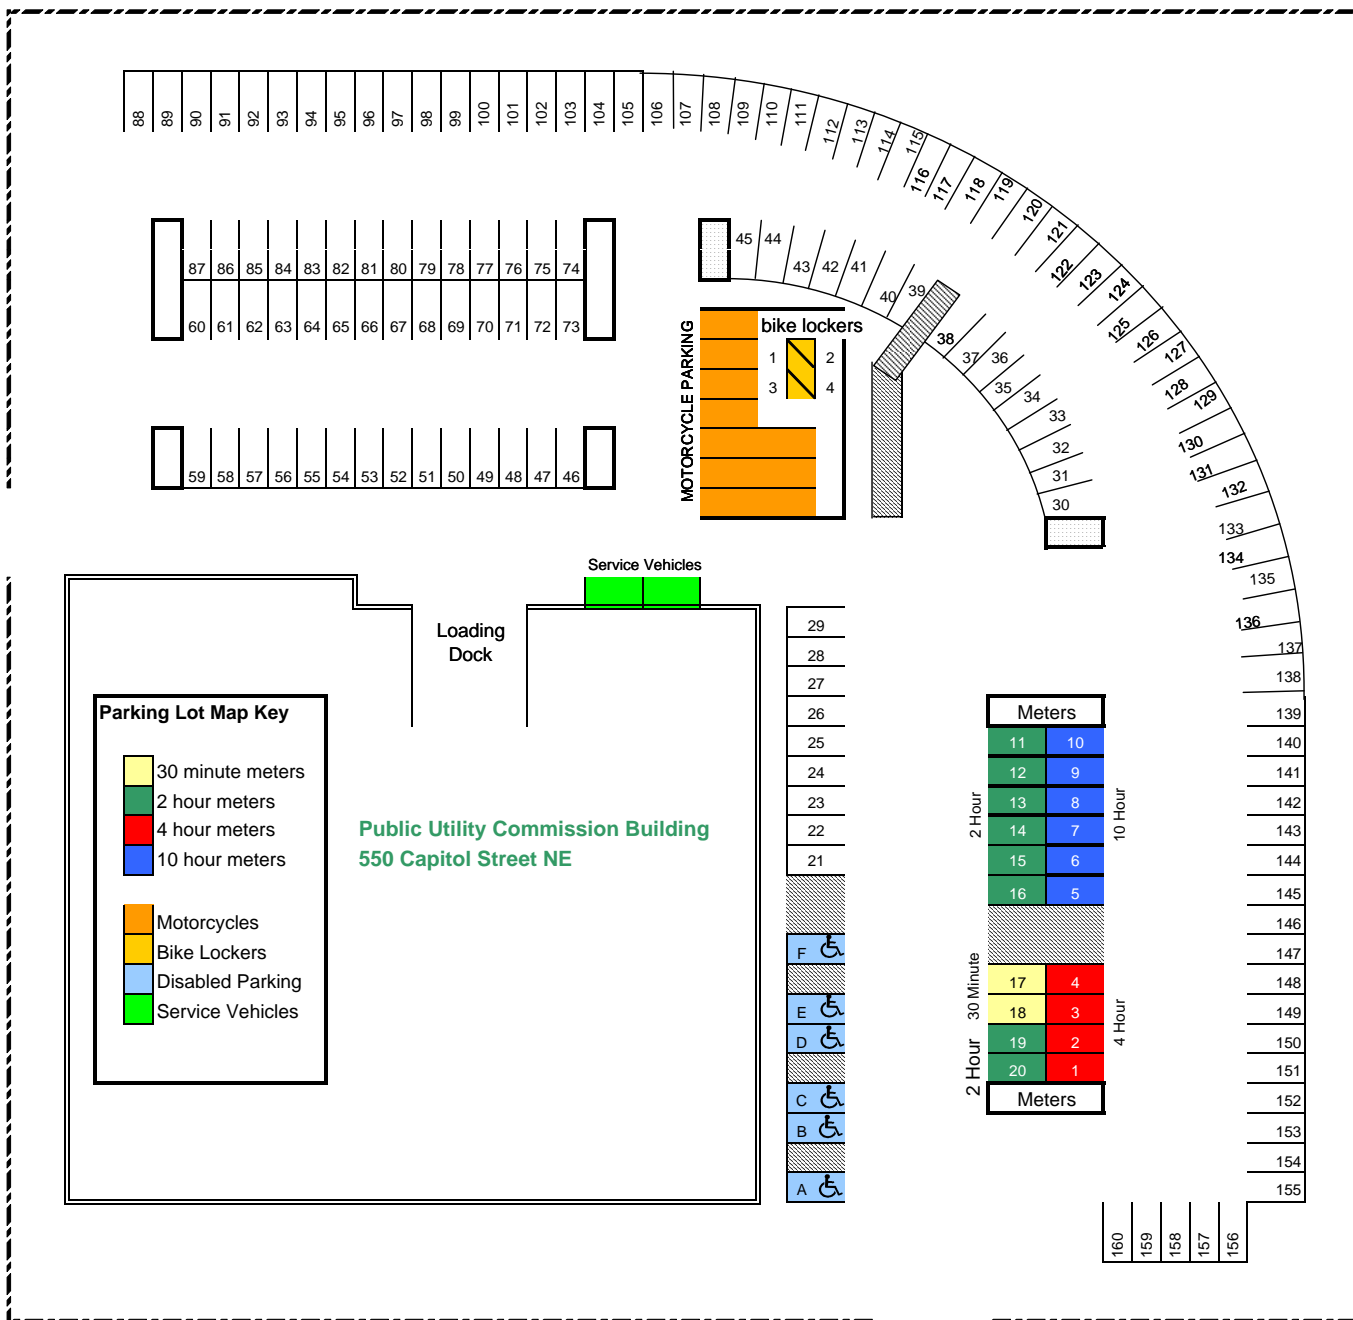 88 89 90 91 92 93 94 95 96 97 98 99 100 101 102 103 104 105 106 107 108 109 110 111 112 113 114 115
116 117 118 119 120 121
122 123 124
125 126 127
128 129
130
131 132
133
134
135
136
137
138
45 44
43 42 41
40 39
38
37 36
35 34
33
32
31
30
87 86 85 84 83 82 81 80 79 78 77 76 75 74
60 61 62 63 64 65 66 67 68 69 70 71 72 73
59 58 57 56 55 54 53 52 51 50 49 48 47 46
MOTORCYCLE PARKING
bike lockers
1 2
3 4
Service Vehicles
Loading
Dock
29
28
27
26
25
24
23
22
21
F
E
D
C
B
A
Parking Lot Map Key
30 minute meters
2 hour meters
4 hour meters
10 hour meters
Motorcycles
Bike Lockers
Disabled Parking
Service Vehicles
Public Utility Commission Building
550 Capitol Street NE
Meters
11 10
12 9
13 8
14 7
15 6
16 5
2 Hour
10 Hour
17 4
18 3
19 2
20 1
30 Minute
2 Hour
4 Hour
Meters
139
140
141
142
143
144
145
146
147
148
149
150
151
152
153
154
155
160 159 158 157 156